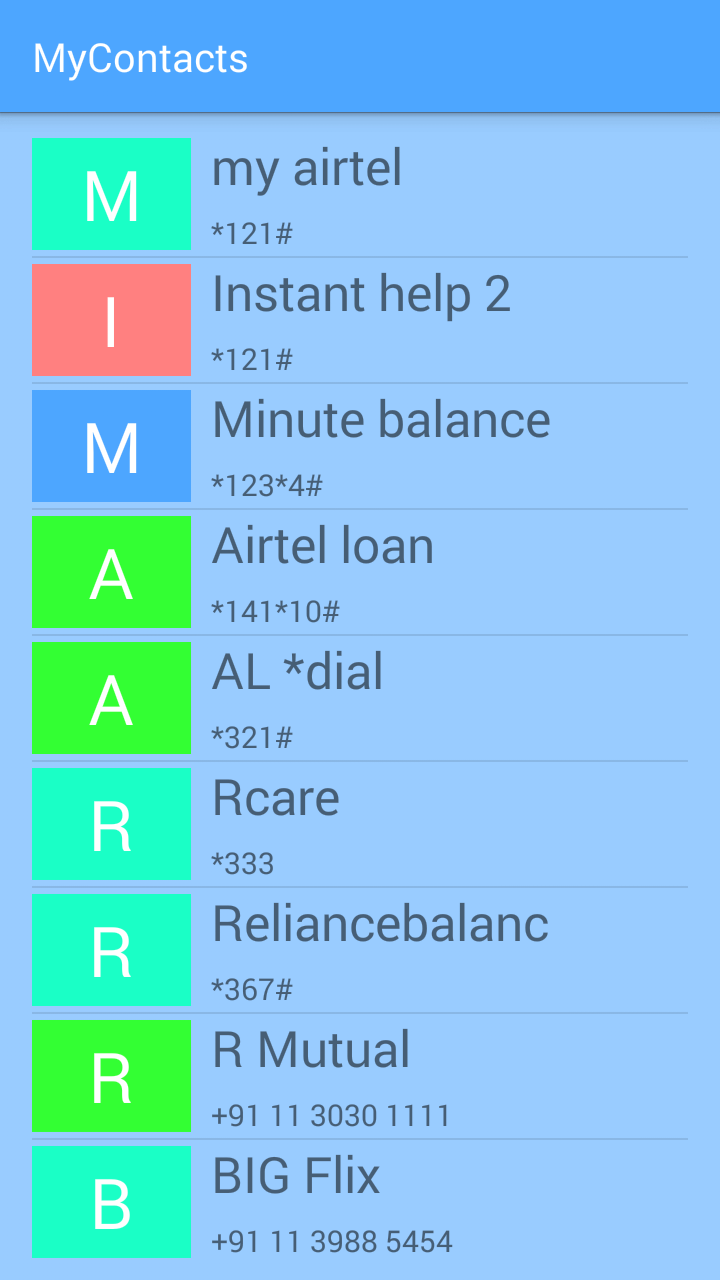 MyContacts
M
my airtel
*121#
I
Instant help 2
*121#
M
Minute balance
*123*4#
A
Airtel loan
*141*10#
A
AL *dial
*321#
R
Rcare
*333
R
Reliancebalanc
*367#
R
R Mutual
+91 11 3030 1111
B
BIG Flix
+91 11 3988 5454